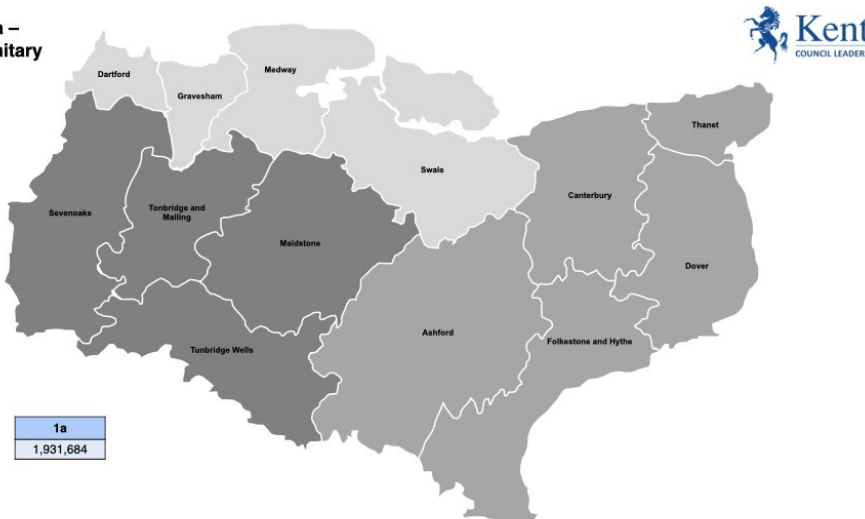 a –
nitary
Kent
COUNCIL LEADER
Dartford
Gravesham
Medway
Thanet
Swale
Canterbury
Sevenoaks
Tonbridge and
Malling
Maidstone
Dover
Ashford
Folkestone and Hythe
Tunbridge Wells
1a
1,931,684